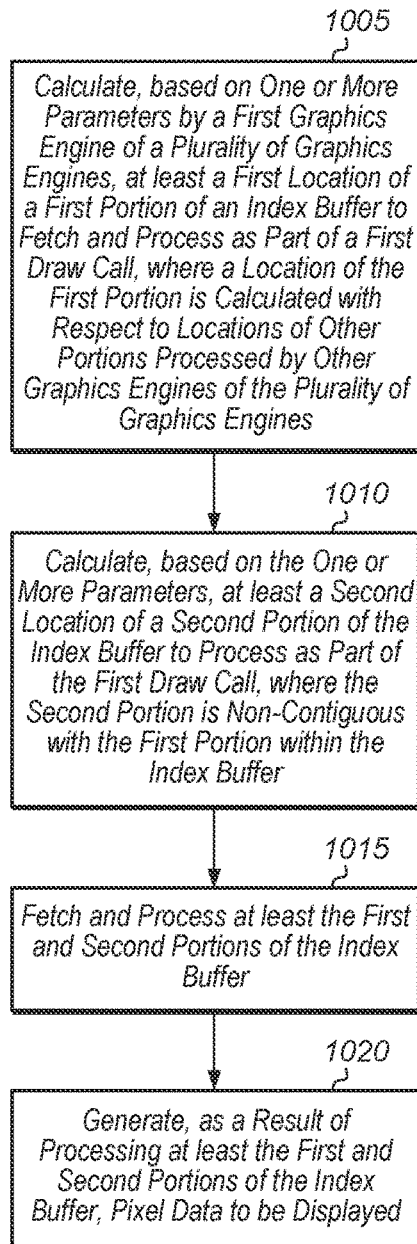 1005
Calculate, based on One or More
Parameters by a First Graphics
Engine of a Plurality of Graphics
Engines, at least a First Location of
a First Portion of an Index Buffer to
Fetch and Process as Part of a First
Draw Call, where a Location of the
First Portion is Calculated with
Respect to Locations of Other
Portions Processed by Other
Graphics Engines of the Plurality of
Graphics Engines
1010
Calculate, based on the One or
More Parameters, at least a Second
Location of a Second Portion of the
Index Buffer to Process as Part of
the First Draw Call, where the
Second Portion is Non-Contiguous
with the First Portion within the
Index Buffer
1015
Fetch and Process at least the First
and Second Portions of the Index
Buffer
1020
Generate, as a Result of
Processing at least the First and
Second Portions of the Index
Buffer, Pixel Data to be Displayed